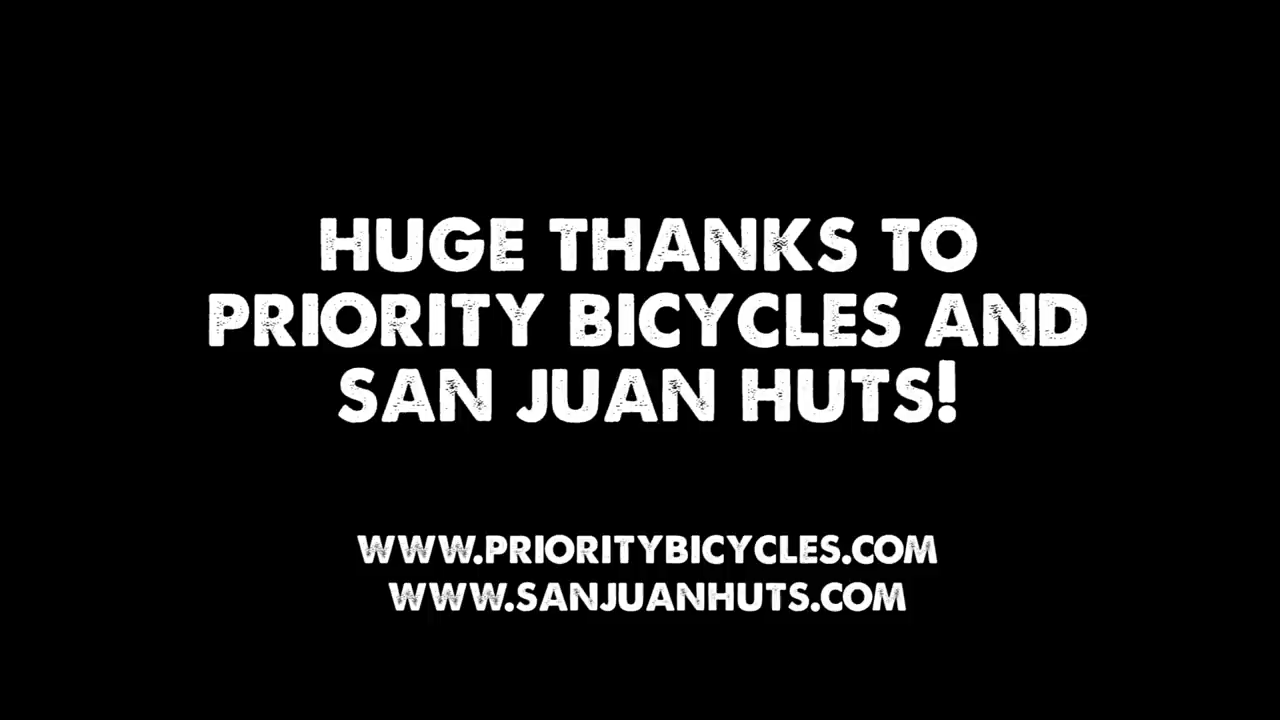 HUGE THANKS TO
PRIORITY BICYCLES AND
SAN JUAN HUTS!
WWW.PRIORITYBICYCLES.COM
WWW.SANJUANHUTS.COM